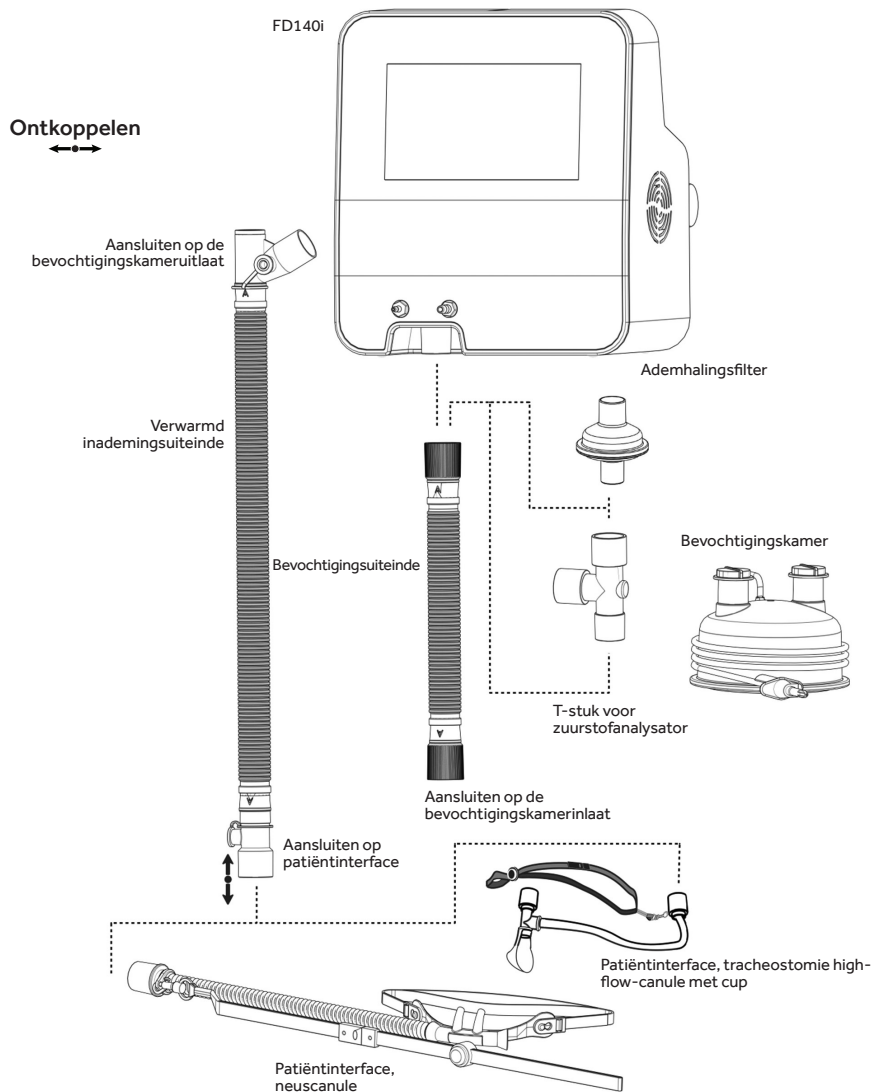 FD140i
Ontkoppelen
Aansluiten op de
bevochtigingskameruitlaat
Ademhalingsfilter
Verwarmd
inademingsuiteinde
Bevochtigingsuiteinde
Bevochtigingskamer
T-stuk voor
zuurstofanalysator
Aansluiten op de
bevochtigingskamerinlaat
Aansluiten op
patiëntinterface
Patiëntinterface, tracheostomie high-
flow-canule met cup
Patiëntinterface,
neuscanule